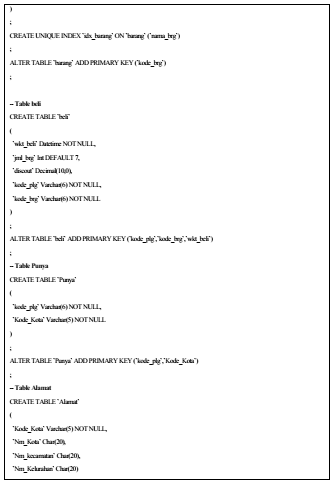 )
;
CREATE UNIQUE INDEX `idx_barang` ON `barang` (`nama_brg`)
;
ALTER TABLE `barang` ADD PRIMARY KEY (`kode_brg`)
;
-- Table beli
CREATE TABLE `beli`
(
`wkt_beli` Datetime NOT NULL,
`jml_brg` Int DEFAULT 7,
`discout` Decimal(10,0),
`kode_plg` Varchar(6) NOT NULL,
`kode_brg` Varchar(6) NOT NULL
)
;
ALTER TABLE `beli` ADD PRIMARY KEY (`kode_plg`,`kode_brg`,`wkt_beli`)
;
-- Table Punya
CREATE TABLE `Punya`
(
`kode_plg` Varchar(6) NOT NULL,
`Kode_Kota` Varchar(5) NOT NULL
)
;
ALTER TABLE `Punya` ADD PRIMARY KEY (`kode_plg`,`Kode_Kota`)
;
-- Table Alamat
CREATE TABLE `Alamat`
(
`Kode_Kota` Varchar(5) NOT NULL,
`Nm_Kota` Char(20),
`Nm_kecamatan` Char(20),
`Nm_Kelurahan` Char(20)